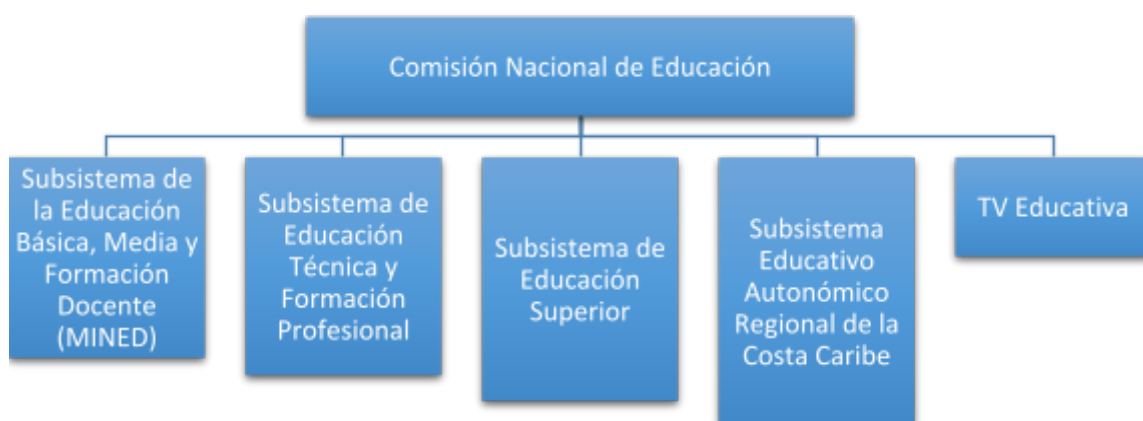 Comisión Nacional de Educación
Subsistema de
la Educación
Básica, Media y
Formación
Docente
(MINED)
Subsistema de
Educación
Técnica y
Formación
Profesional
Subsistema de
Educación
Superior
Subsistema
Educativo
Autonómico
Regional de la
Costa Caribe
TV Educativa